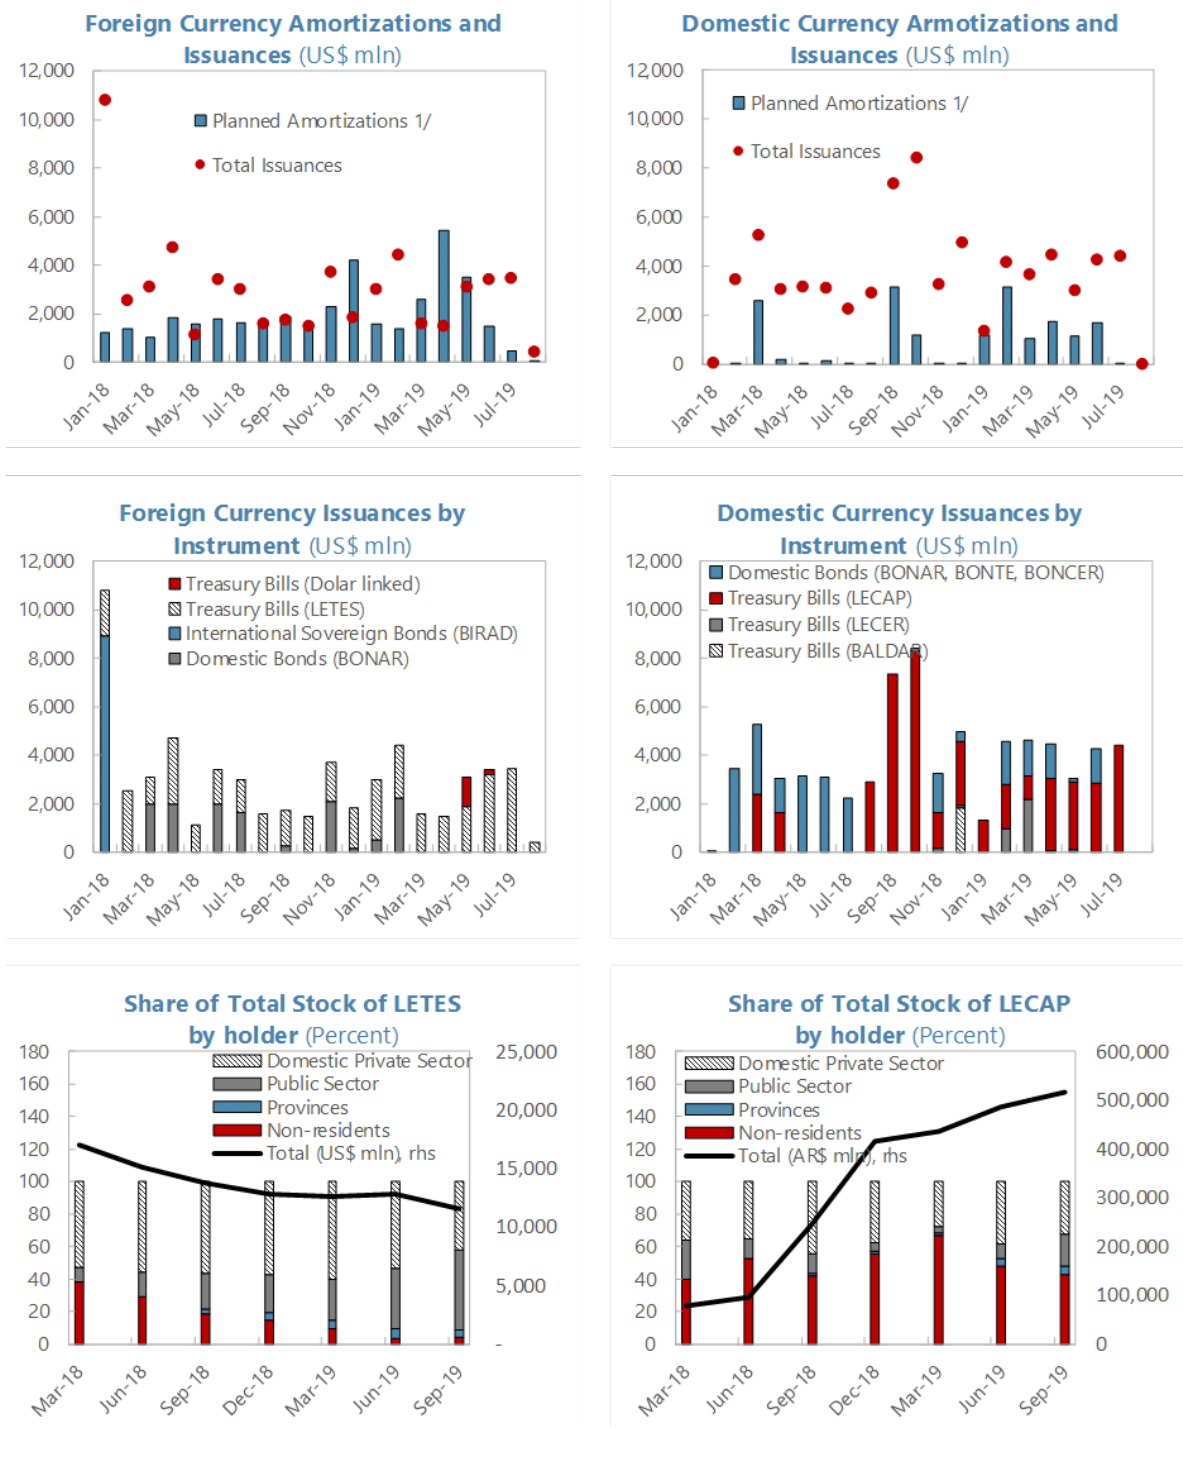 Foreign Currency Amortizations and
Issuances (US$ mln)
12,000
10,000
8,000
6,000
4,000
2,000
0
Planned Amortizations 1/
Total Issuances
Jan-18
Mar-18
May-18
Jul-18
Sep-18
Nov-18
Jan-19
Mar-19
May-19
Jul-19
Domestic Currency Armotizations and
Issuances (US$ mln)
12,000
10,000
8,000
6,000
4,000
2,000
0
Planned Amortizations 1/
Total Issuances
Jan-18
Mar-18
May-18
Jul-18
Sep-18
Nov-18
Jan-19
Mar-19
May-19
Jul-19
Foreign Currency Issuances by
Instrument (US$ mln)
12,000
10,000
8,000
6,000
4,000
2,000
0
Treasury Bills (Dolar linked)
Treasury Bills (LETES)
International Sovereign Bonds (BIRAD)
Domestic Bonds (BONAR)
Jan-18
Mar-18
May-18
Jul-18
Sep-18
Nov-18
Jan-19
Mar-19
May-19
Jul-19
Domestic Currency Issuances by
Instrument (US$ mln)
12,000
10,000
8,000
6,000
4,000
2,000
0
Domestic Bonds (BONAR, BONTE, BONCER)
Treasury Bills (LECAP)
Treasury Bills (LECER)
Treasury Bills (BALDAR)
Jan-18
Mar-18
May-18
Jul-18
Sep-18
Nov-18
Jan-19
Mar-19
May-19
Jul-19
Share of Total Stock of LETES
by holder (Percent)
180
160
140
120
100
80
60
40
20
0
Domestic Private Sector
Public Sector
Provinces
Non-residents
Total (US$ mln), rhs
25,000
20,000
15,000
10,000
5,000
-
Mar-18
Jun-18
Sep-18
Dec-18
Mar-19
Jun-19
Sep-19
Share of Total Stock of LECAP
by holder (Percent)
180
160
140
120
100
80
60
40
20
0
Domestic Private Sector
Public Sector
Provinces
Non-residents
Total (AR$ mln), rhs
600,000
500,000
400,000
300,000
200,000
100,000
0
Mar-18
Jun-18
Sep-18
Dec-18
Mar-19
Jun-19
Sep-19